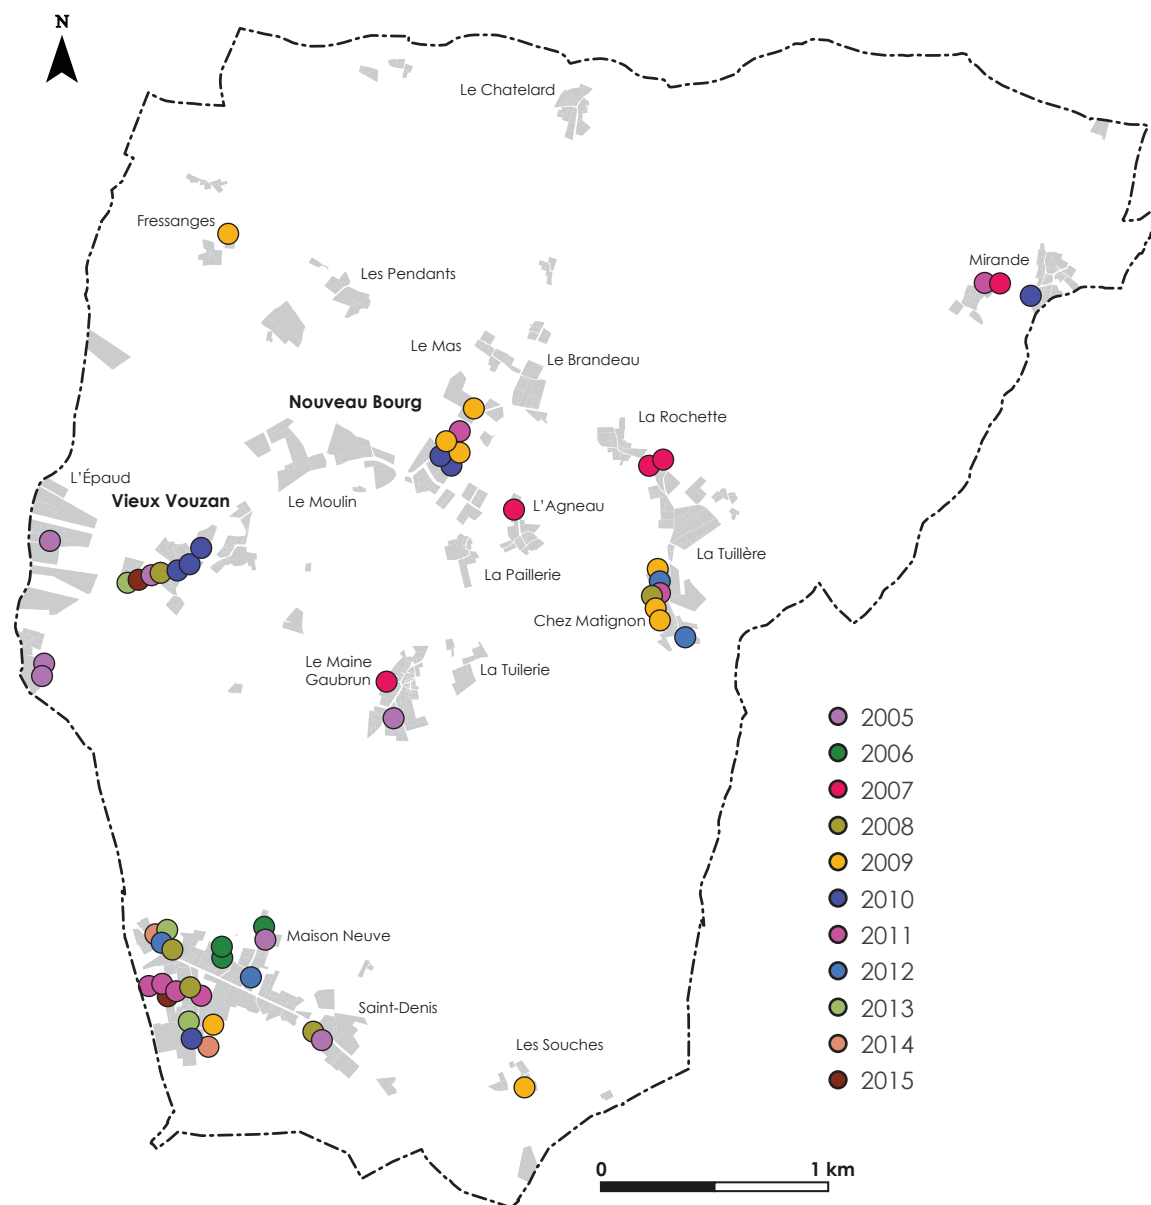 N
Le Chatelard
Fressanges
Mirande
Les Pendants
Le Mas
Le Brandeau
Nouveau Bourg
La Rochette
L'Épaud
Vieux Vouzan
Le Moulin
L'Agneau
La Tuillère
La Paillerie
Chez Matignon
Le Maine
Gaubrun
La Tuilerie
2005
2006
2007
2008
2009
2010
2011
2012
2013
2014
2015
Maison Neuve
Saint-Denis
Les Souches
0
1 km